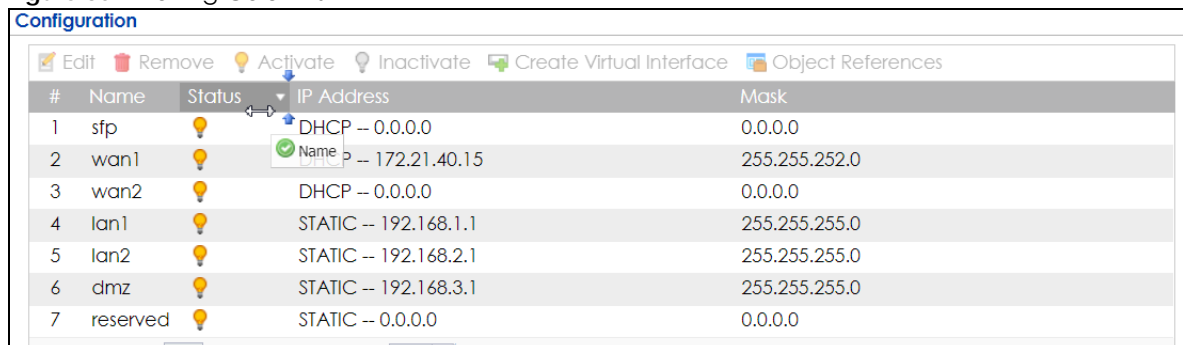 Configuration
Edit Remove Activate Inactivate Create Virtual Interface Object References
# Name Status IP Address Mask
1 sfp DHCP -- 0.0.0.0 0.0.0.0
Name
2 wan1 DHCP -- 172.21.40.15 255.255.252.0
3 wan2 DHCP -- 0.0.0.0 0.0.0.0
4 lan1 STATIC -- 192.168.1.1 255.255.255.0
5 lan2 STATIC -- 192.168.2.1 255.255.255.0
6 dmz STATIC -- 192.168.3.1 255.255.255.0
7 reserved STATIC -- 0.0.0.0 0.0.0.0